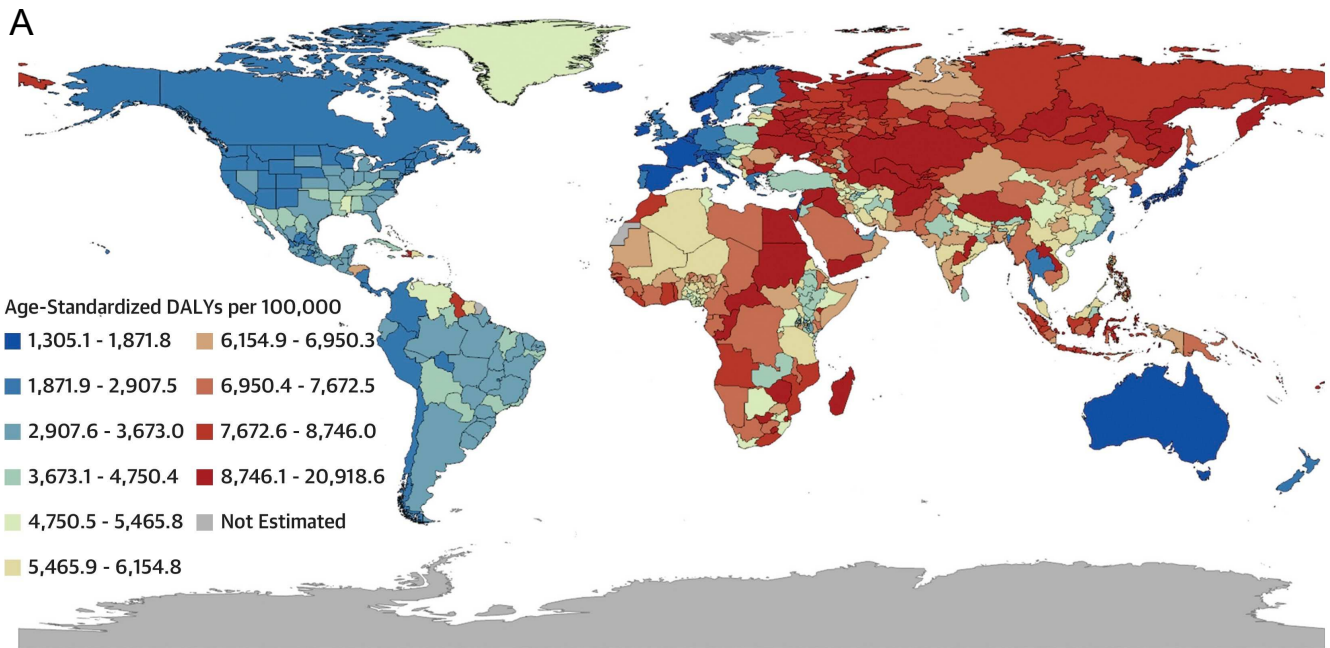 A
Age-Standardized DALYs per 100,000
1,305.1 - 1,871.8
1,871.9 - 2,907.5
2,907.6 - 3,673.0
3,673.1 - 4,750.4
4,750.5 - 5,465.8
5,465.9 - 6,154.8
6,154.9 - 6,950.3
6,950.4 - 7,672.5
7,672.6 - 8,746.0
8,746.1 - 20,918.6
Not Estimated